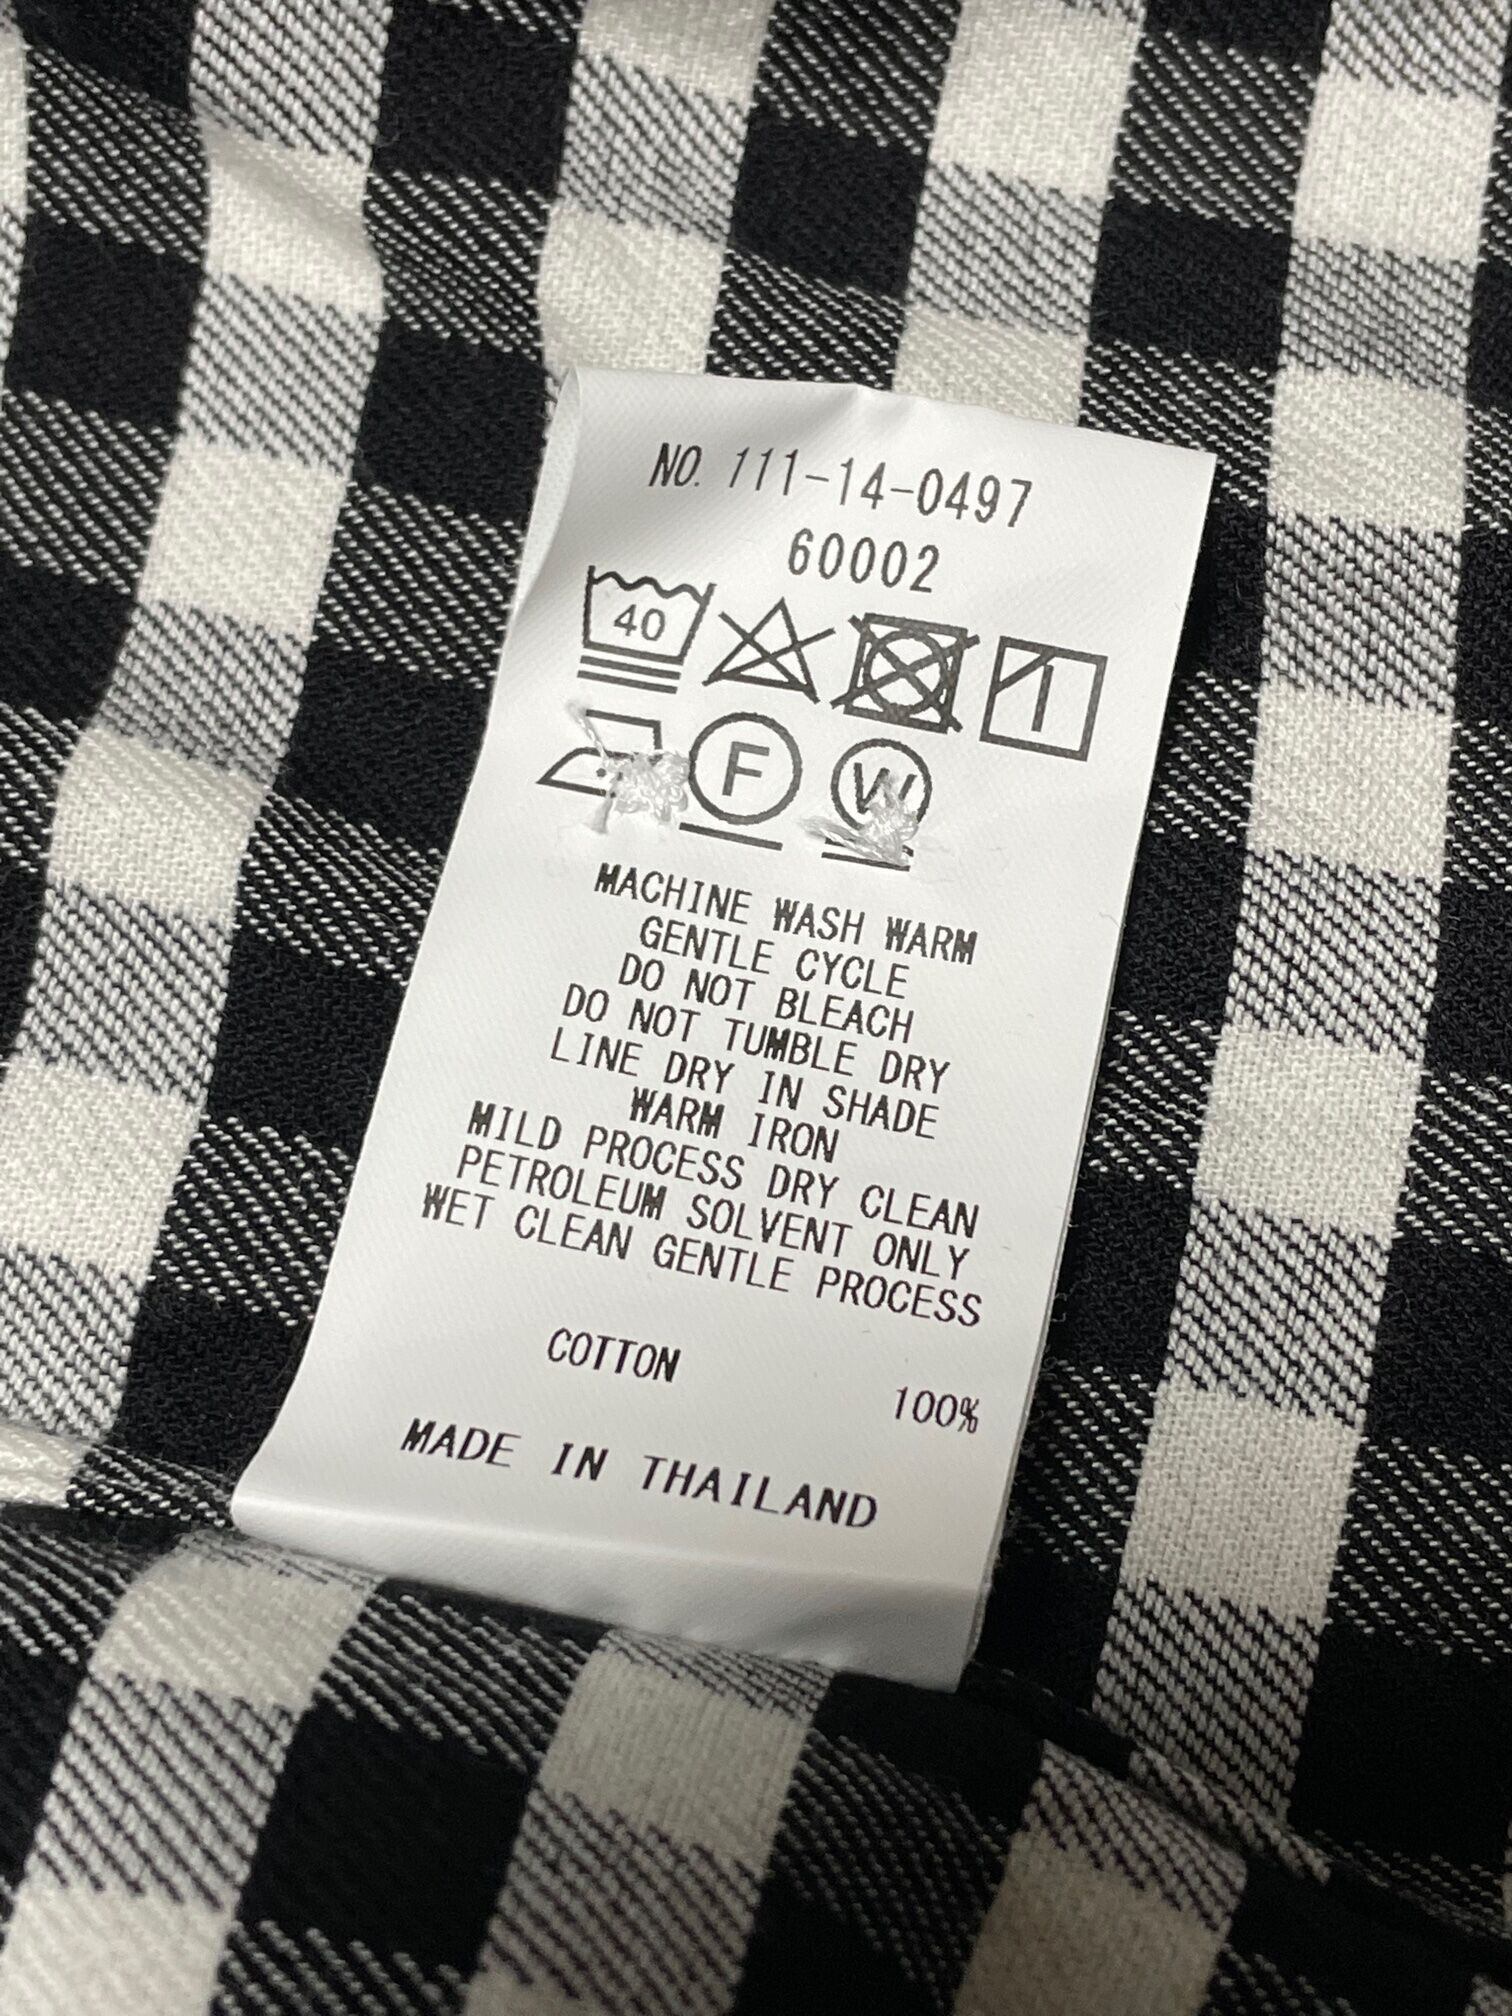 NO. 111-14-0497
60002
40
F W
MACHINE WASH WARM
GENTLE CYCLE
DO NOT BLEACH
DO NOT TUMBLE DRY
LINE DRY IN SHADE
WARM IRON
MILD PROCESS DRY CLEAN
PETROLEUM SOLVENT ONLY
WET CLEAN GENTLE PROCESS
COTTON 100%
MADE IN THAILAND